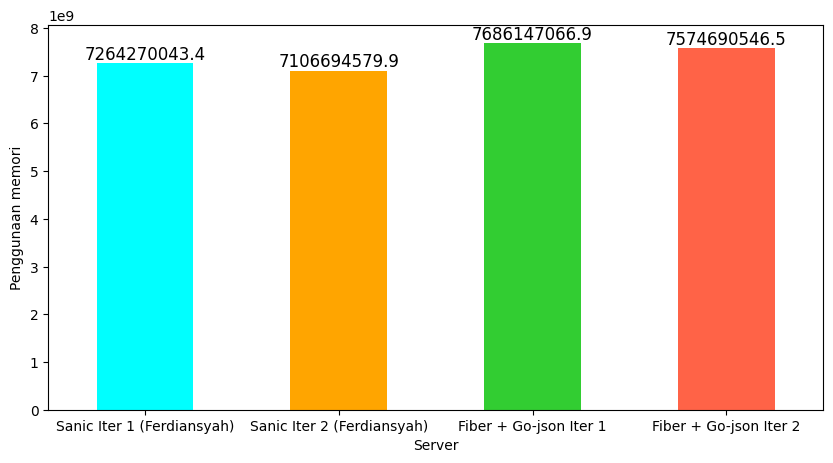 1e9
7264270043.4
7106694579.9
7686147066.9
7574690546.5
8
7
6
5
4
3
2
1
0
Penggunaan memori
Sanic Iter 1 (Ferdiansyah)
Sanic Iter 2 (Ferdiansyah)
Fiber + Go-json Iter 1
Fiber + Go-json Iter 2
Server